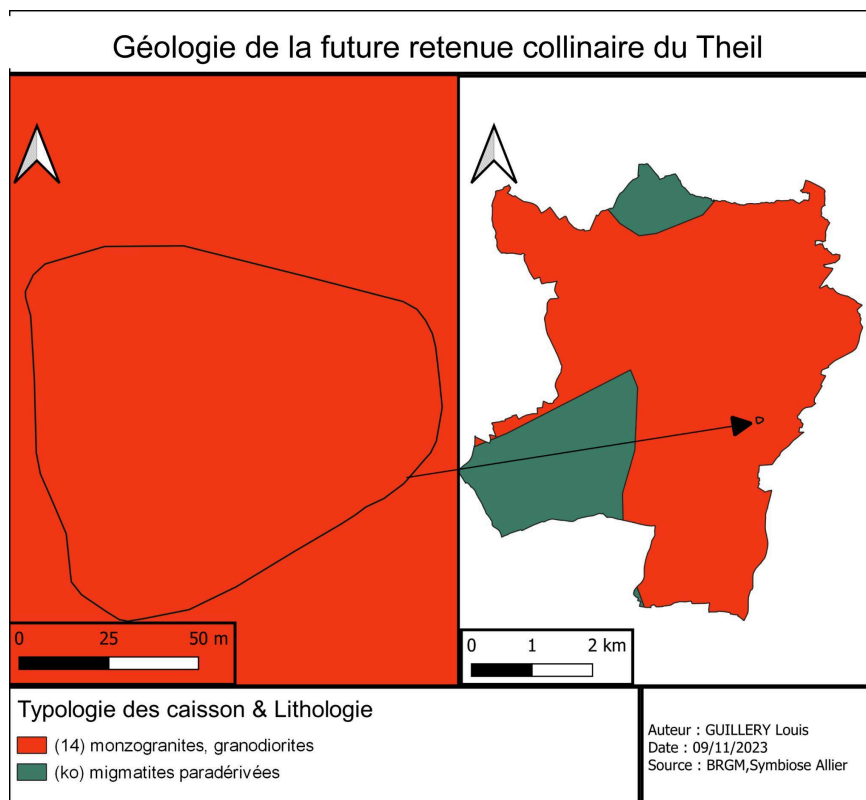 Géologie de la future retenue collinaire du Theil
0 25 50 m
0 1 2 km
Typologie des caisson & Lithologie
(14) monzogranites, granodiorites
(ko) migmatites paradérivées
Auteur : GUILLERY Louis
Date : 09/11/2023
Source : BRGM,Symbiose Allier